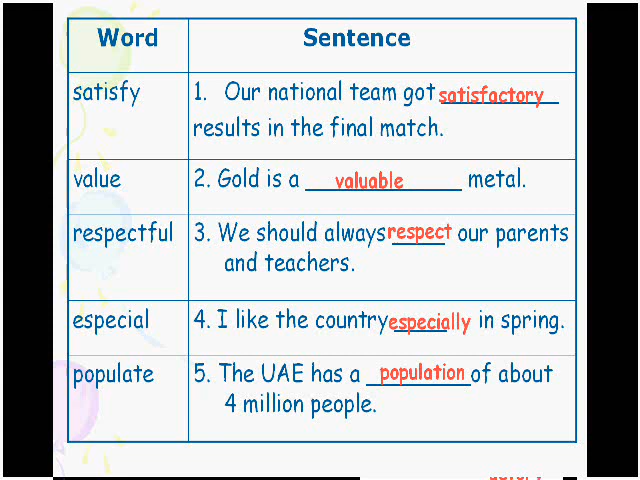 Word Sentence
satisfy 1. Our national team got satisfactory
results in the final match.
value 2. Gold is a valuable metal.
respectful 3. We should always respect our parents
and teachers.
especial 4. I like the country especially in spring.
populate 5. The UAE has a population of about
4 million people.